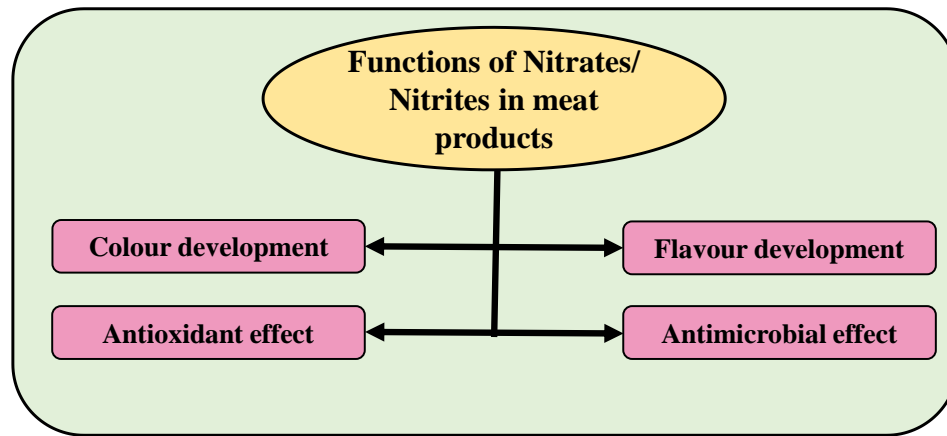 Functions of Nitrates/
Nitrites in meat
products
Colour development
Flavour development
Antioxidant effect
Antimicrobial effect